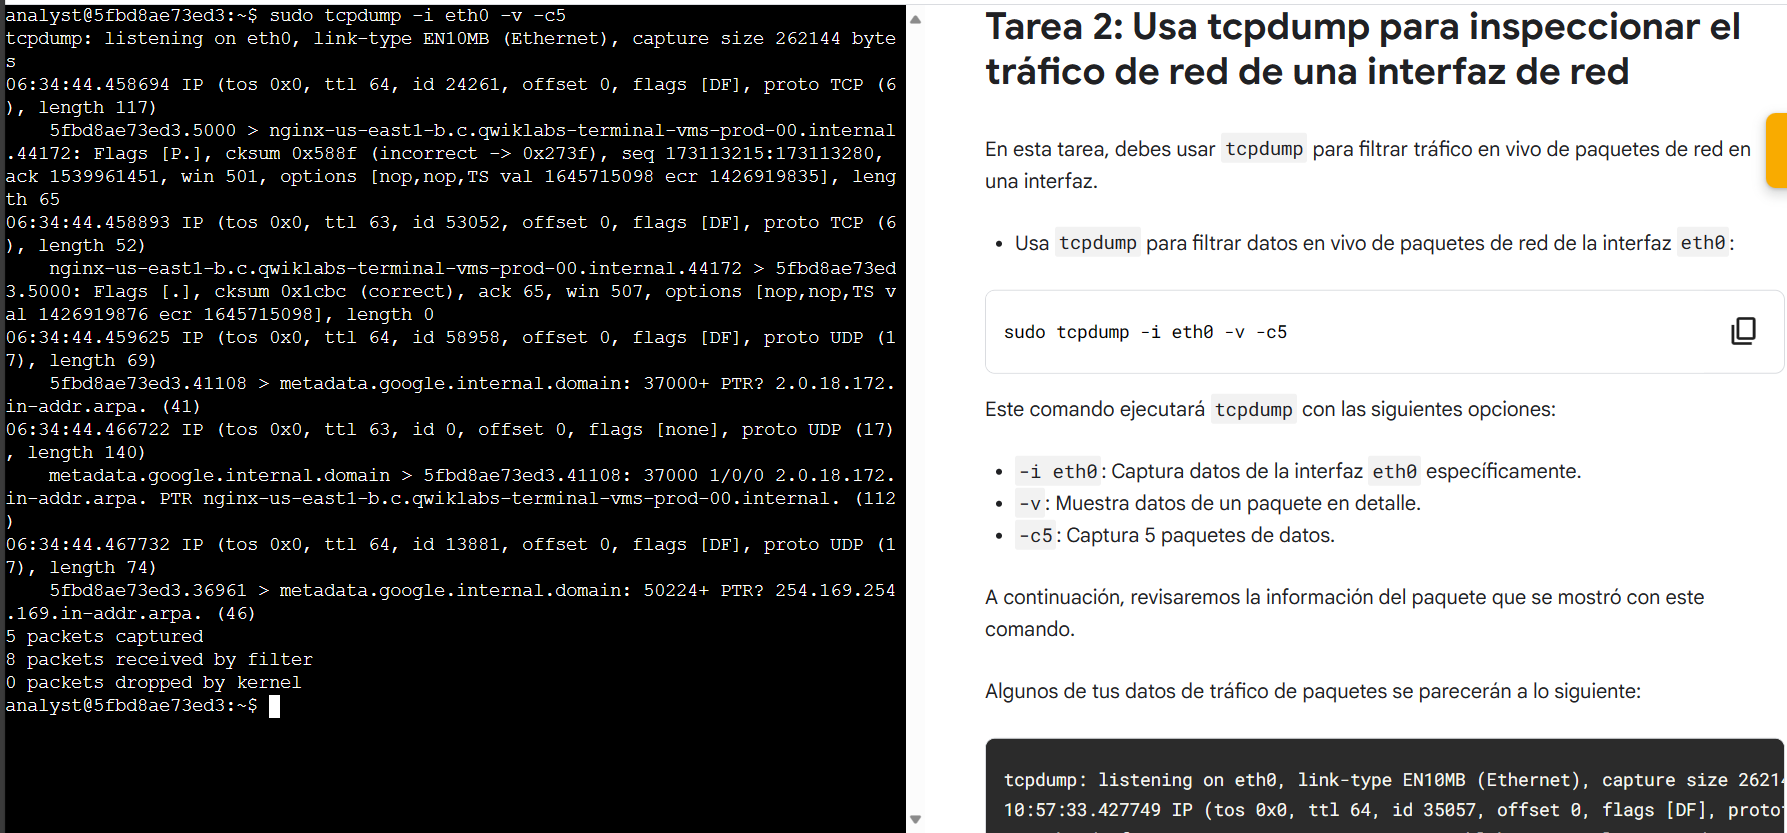 analyst@5fbd8ae73ed3:~$ sudo tcpdump -i eth0 -v -c5
tcpdump: listening on eth0, link-type EN10MB (Ethernet), capture size 262144 byte
s
06:34:44.458694 IP (tos 0x0, ttl 64, id 24261, offset 0, flags [DF], proto TCP (6
), length 117)
    5fbd8ae73ed3.5000 > nginx-us-east1-b.c.qwiklabs-terminal-vms-prod-00.internal
.44172: Flags [P.], cksum 0x588f (incorrect -> 0x273f), seq 173113215:173113280,
ack 1539961451, win 501, options [nop,nop,TS val 1645715098 ecr 1426919835], leng
th 65
06:34:44.458893 IP (tos 0x0, ttl 63, id 53052, offset 0, flags [DF], proto TCP (6
), length 52)
    nginx-us-east1-b.c.qwiklabs-terminal-vms-prod-00.internal.44172 > 5fbd8ae73ed
3.5000: Flags [.], cksum 0x1cbc (correct), ack 65, win 507, options [nop,nop,TS v
al 1426919876 ecr 1645715098], length 0
06:34:44.459625 IP (tos 0x0, ttl 64, id 58958, offset 0, flags [DF], proto UDP (1
7), length 69)
    5fbd8ae73ed3.41108 > metadata.google.internal.domain: 37000+ PTR? 2.0.18.172.
in-addr.arpa. (41)
06:34:44.466722 IP (tos 0x0, ttl 63, id 0, offset 0, flags [none], proto UDP (17)
, length 140)
    metadata.google.internal.domain > 5fbd8ae73ed3.41108: 37000 1/0/0 2.0.18.172.
in-addr.arpa. PTR nginx-us-east1-b.c.qwiklabs-terminal-vms-prod-00.internal. (112
)
06:34:44.467732 IP (tos 0x0, ttl 64, id 13881, offset 0, flags [DF], proto UDP (1
7), length 74)
    5fbd8ae73ed3.36961 > metadata.google.internal.domain: 50224+ PTR? 254.169.254
.169.in-addr.arpa. (46)
5 packets captured
8 packets received by filter
0 packets dropped by kernel
analyst@5fbd8ae73ed3:~$
Tarea 2: Usa tcpdump para inspeccionar el
tráfico de red de una interfaz de red
En esta tarea, debes usar tcpdump para filtrar tráfico en vivo de paquetes de red en
una interfaz.
• Usa tcpdump para filtrar datos en vivo de paquetes de red de la interfaz eth0:
sudo tcpdump -i eth0 -v -c5
Este comando ejecutará tcpdump con las siguientes opciones:
• -i eth0: Captura datos de la interfaz eth0 específicamente.
• -v: Muestra datos de un paquete en detalle.
• -c5: Captura 5 paquetes de datos.
A continuación, revisaremos la información del paquete que se mostró con este
comando.
Algunos de tus datos de tráfico de paquetes se parecerán a lo siguiente:
tcpdump: listening on eth0, link-type EN10MB (Ethernet), capture size 2621
10:57:33.427749 IP (tos 0x0, ttl 64, id 35057, offset 0, flags [DF], proto